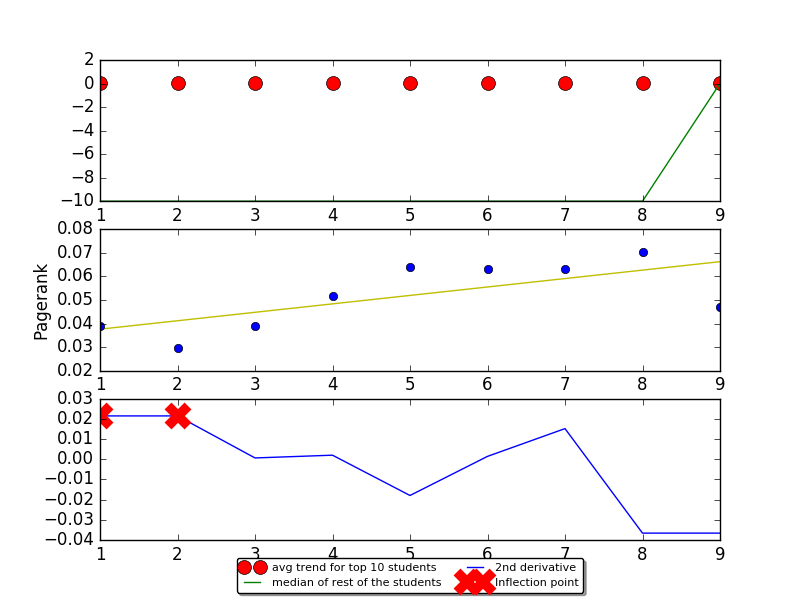 2
0
−2
−4
−6
−8
−10
1 2 3 4 5 6 7 8 9
0.08
0.07
0.06
0.05
0.04
0.03
0.02
Pagerank
1 2 3 4 5 6 7 8 9
0.03
0.02
0.01
0.00
−0.01
−0.02
−0.03
−0.04
1 2 3 4 5 6 7 8 9
avg trend for top 10 students
median of rest of the students
2nd derivative
Inflection point